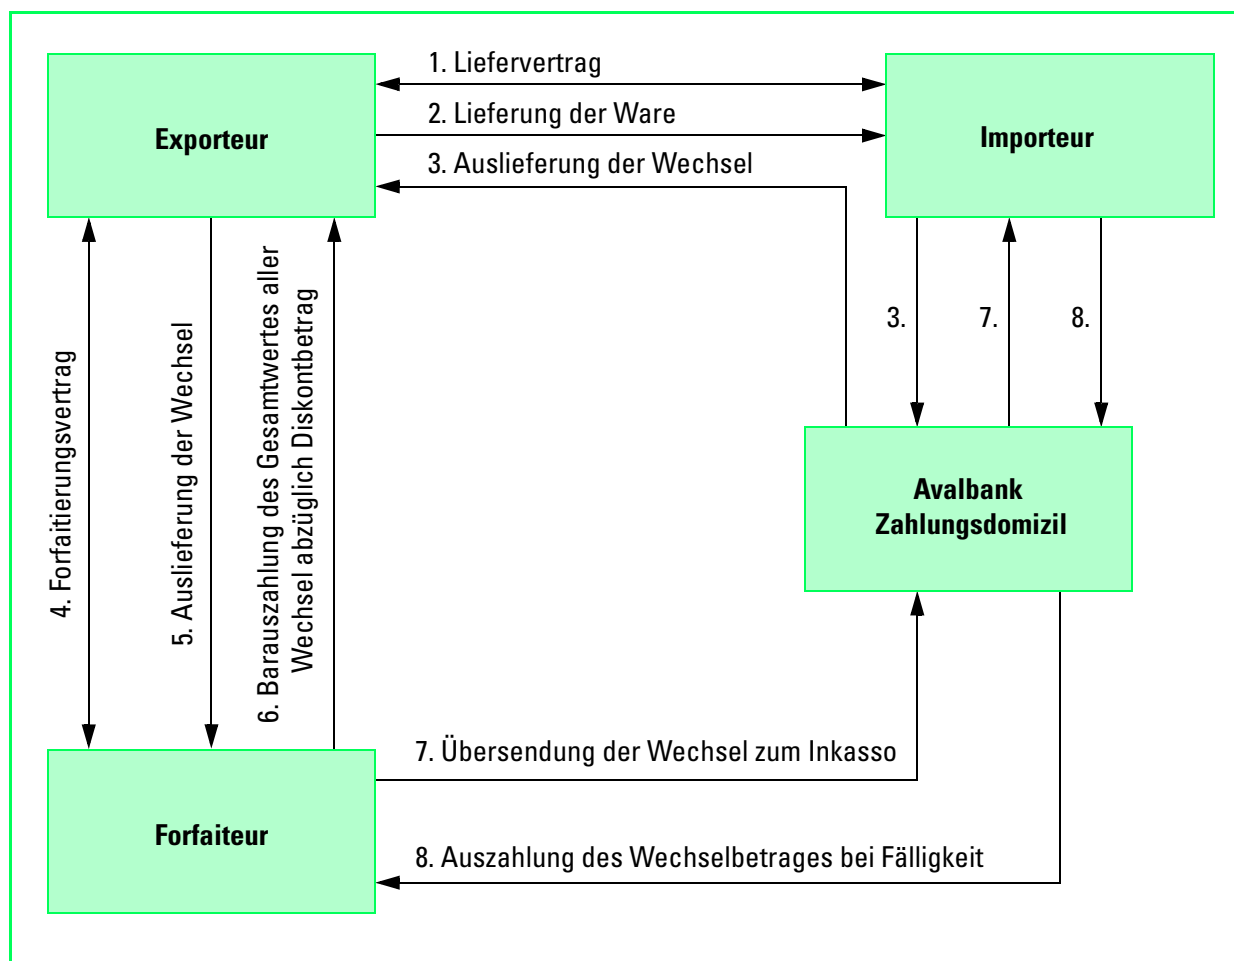 1. Liefervertrag
Exporteur
2. Lieferung der Ware
Importeur
3. Auslieferung der Wechsel
4. Forfaitierungsvertrag
5. Auslieferung der Wechsel
6. Barauszahlung des Gesamtwertes aller
Wechsel abzüglich Diskontbetrag
3.
7.
8.
Avalbank
Zahlungsdomizil
7. Übersendung der Wechsel zum Inkasso
Forfaiteur
8. Auszahlung des Wechselbetrages bei Fälligkeit